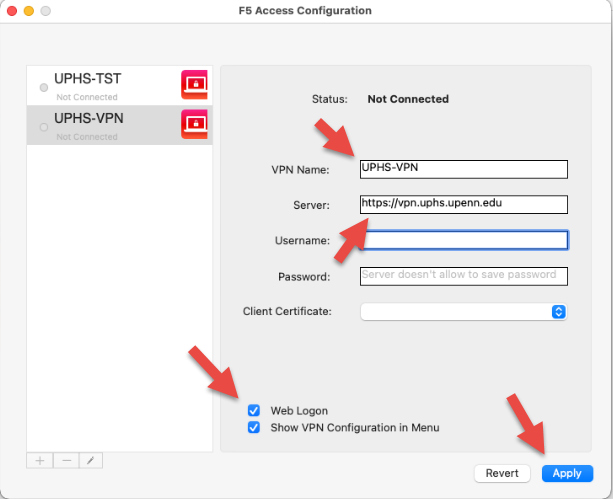 F5 Access Configuration
UPHS-TST
Not Connected
UPHS-VPN
Not Connected
Status: Not Connected
VPN Name: UPHS-VPN
Server: https://vpn.uphs.upenn.edu
Username:
Password: Server doesn't allow to save password
Client Certificate:
Web Logon
Show VPN Configuration in Menu
Revert Apply